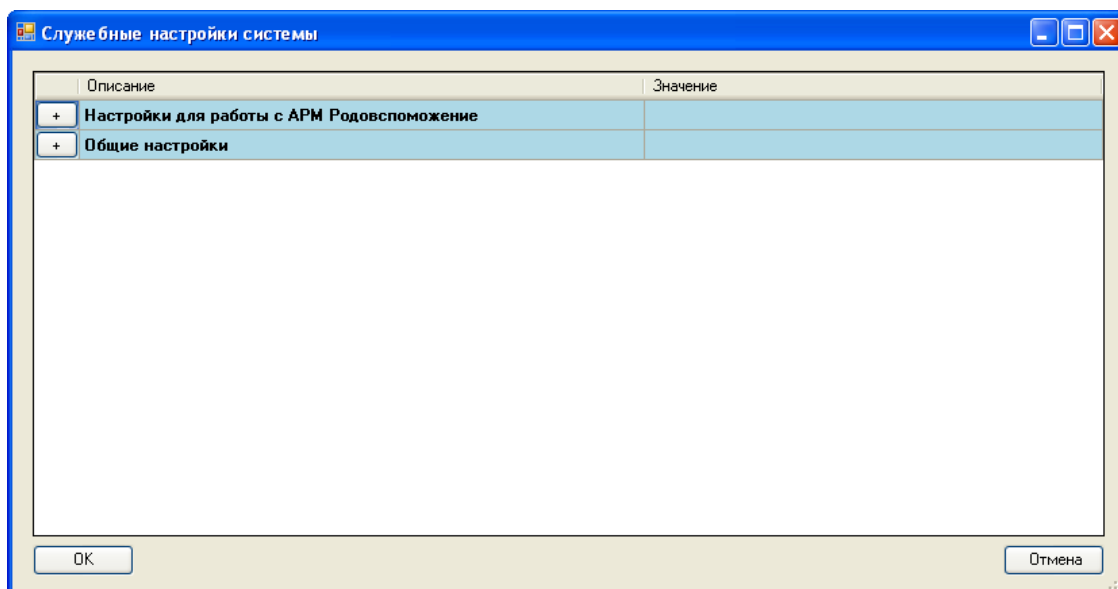 Служебные настройки системы
Описание Значение
+ Настройки для работы с АРМ Родовспоможение
+ Общие настройки
OK Отмена